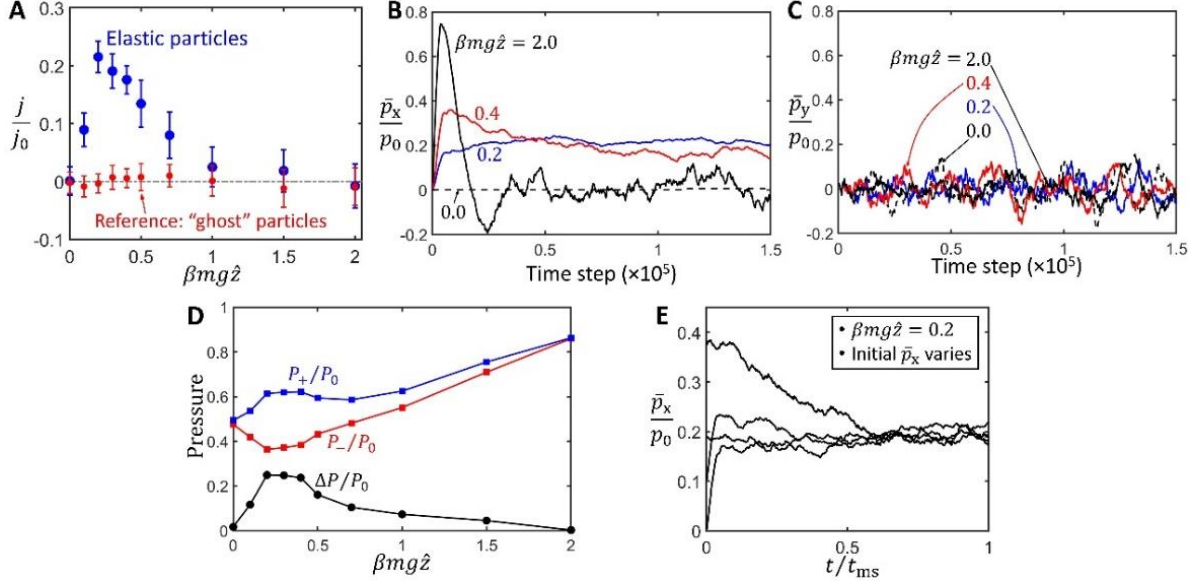 A
0.3
0.2
0.1
0
-0.1
j/j₀
Elastic particles
Reference: “ghost” particles
0 0.5 1 1.5 2
βmgẑ
B
0.8
0.6
0.4
0.2
0
-0.2
p̄ₓ/p₀
βmgẑ = 2.0
0.4
0.2
0.0
0 0.5 1.0 1.5
Time step (×10⁵)
C
0.8
0.6
0.4
0.2
0
-0.2
p̄ᵧ/p₀
βmgẑ = 2.0
0.4
0.2
0.0
0 0.5 1.0 1.5
Time step (×10⁵)
D
1
0.8
0.6
0.4
0.2
0
Pressure
P₊/P₀
P₋/P₀
ΔP/P₀
0 0.5 1 1.5 2
βmgẑ
E
0.4
0.3
0.2
0.1
0
p̄ₓ/p₀
• βmgẑ = 0.2
• Initial p̄ₓ varies
0 0.5 1
t/tₘₛ